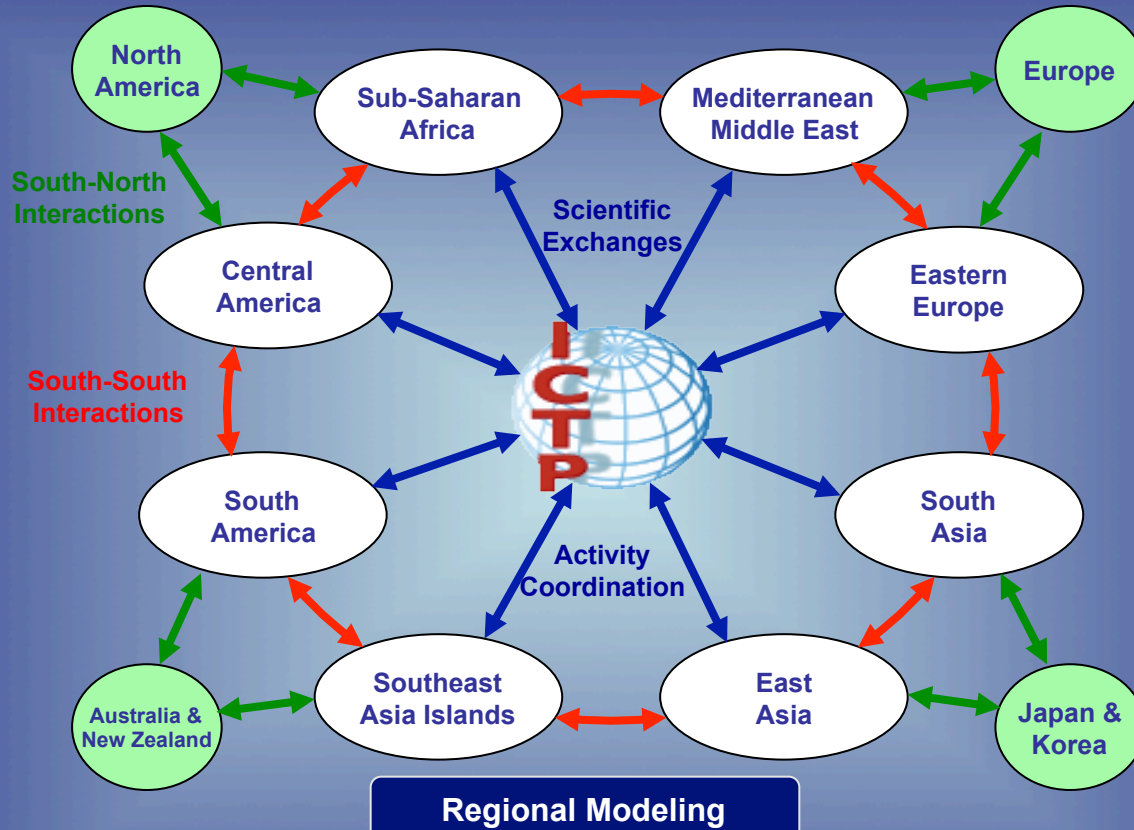 North
America
Sub-Saharan
Africa
Mediterranean
Middle East
Europe
South-North
Interactions
Scientific
Exchanges
Central
America
Eastern
Europe
ICTP
South-South
Interactions
South
America
South
Asia
Activity
Coordination
Australia &
New Zealand
Southeast
Asia Islands
East
Asia
Japan &
Korea
Regional Modeling